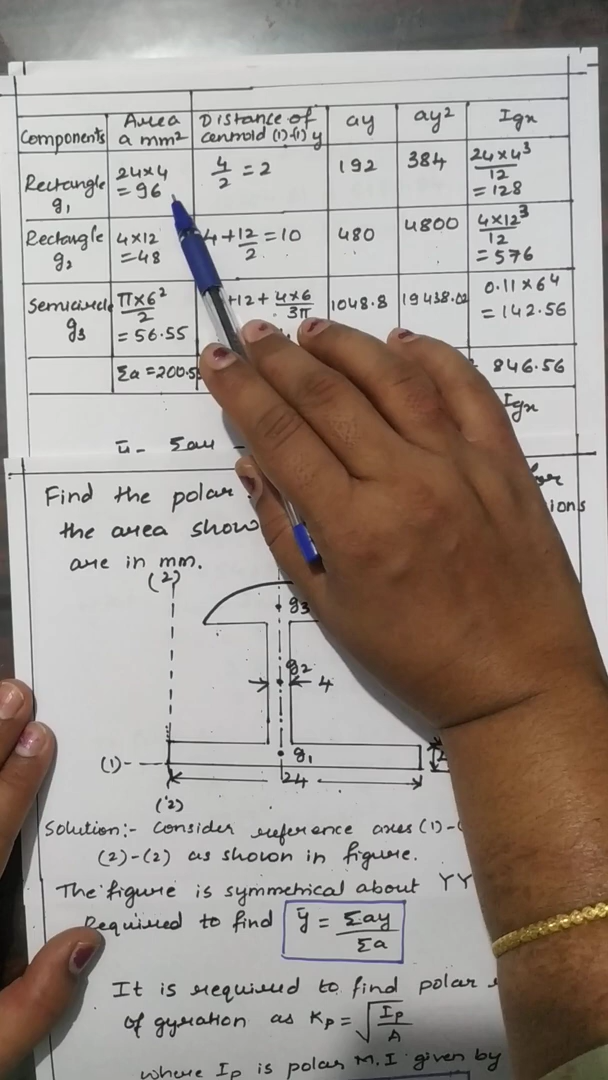 Components
Area a mm²
Distance of centroid (1)-(1) y
ay
ay²
Igx
Rectangle g₁
24×4 = 96
4/2 = 2
192
384
24×4³/12 = 128
Rectangle g₂
4×12 = 48
4 + 12/2 = 10
480
4800
4×12³/12 = 576
Semicircle g₃
π×6²/2 = 56.55
+12 + 4×6/3π
1048.8
19438.02
0.11×6⁴ = 142.56
Σa = 200.5
846.56
Igx
Find the polar
the area show
ions
are in mm.
(2)
g₃
g₂
4
g₁
(1)
24
(2)
Solution:- Consider reference axes (1)-
(2)-(2) as shown in figure.
The figure is symmetrical about YY
Required to find ȳ = Σay/Σa
It is required to find polar
of gyration as Kp = √Ip/A
where Ip is polar M.I given by